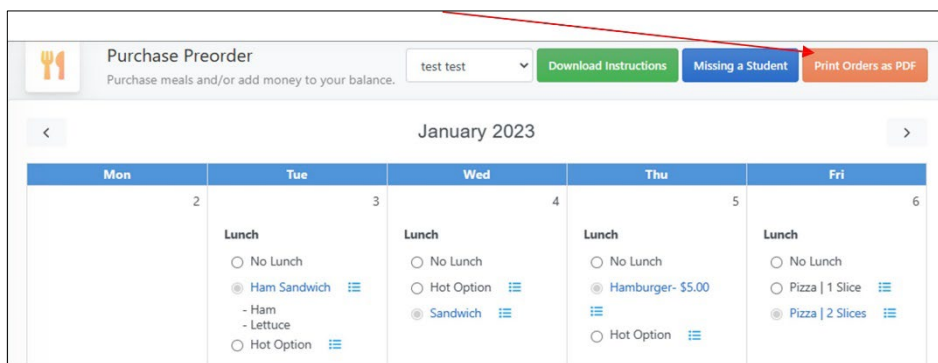 Purchase Preorder
Purchase meals and/or add money to your balance.
test test
Download Instructions
Missing a Student
Print Orders as PDF
January 2023
Mon Tue Wed Thu Fri
2 3 4 5 6
Lunch
No Lunch
Ham Sandwich
- Ham
- Lettuce
Hot Option
Lunch
No Lunch
Hot Option
Sandwich
Lunch
No Lunch
Hamburger- $5.00
Hot Option
Lunch
No Lunch
Pizza | 1 Slice
Pizza | 2 Slices